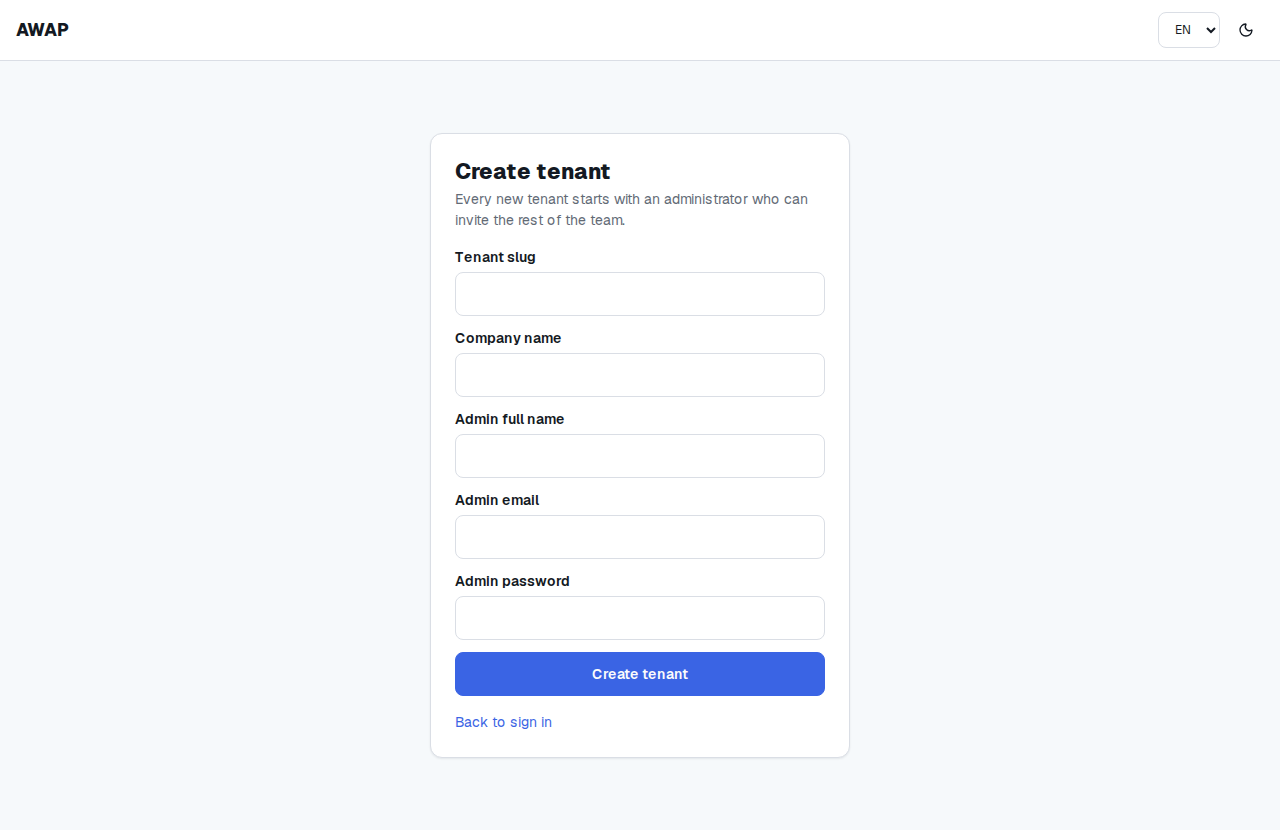 AWAP
EN
Create tenant
Every new tenant starts with an administrator who can
invite the rest of the team.
Tenant slug
Company name
Admin full name
Admin email
Admin password
Create tenant
Back to sign in